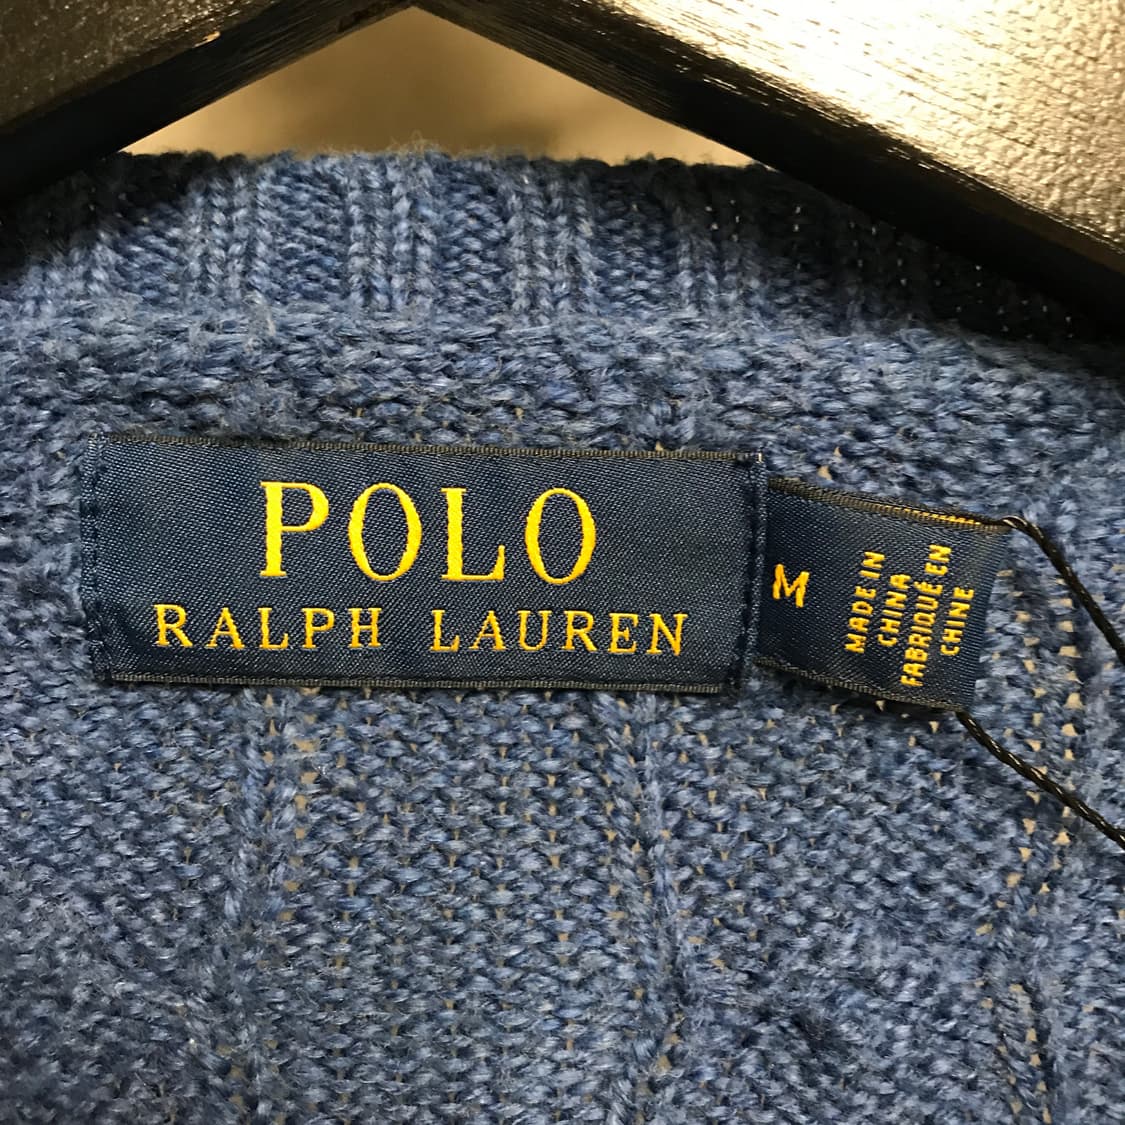 POLO
RALPH LAUREN
M
MADE IN
CHINA
FABRIQUÉ EN
CHINE